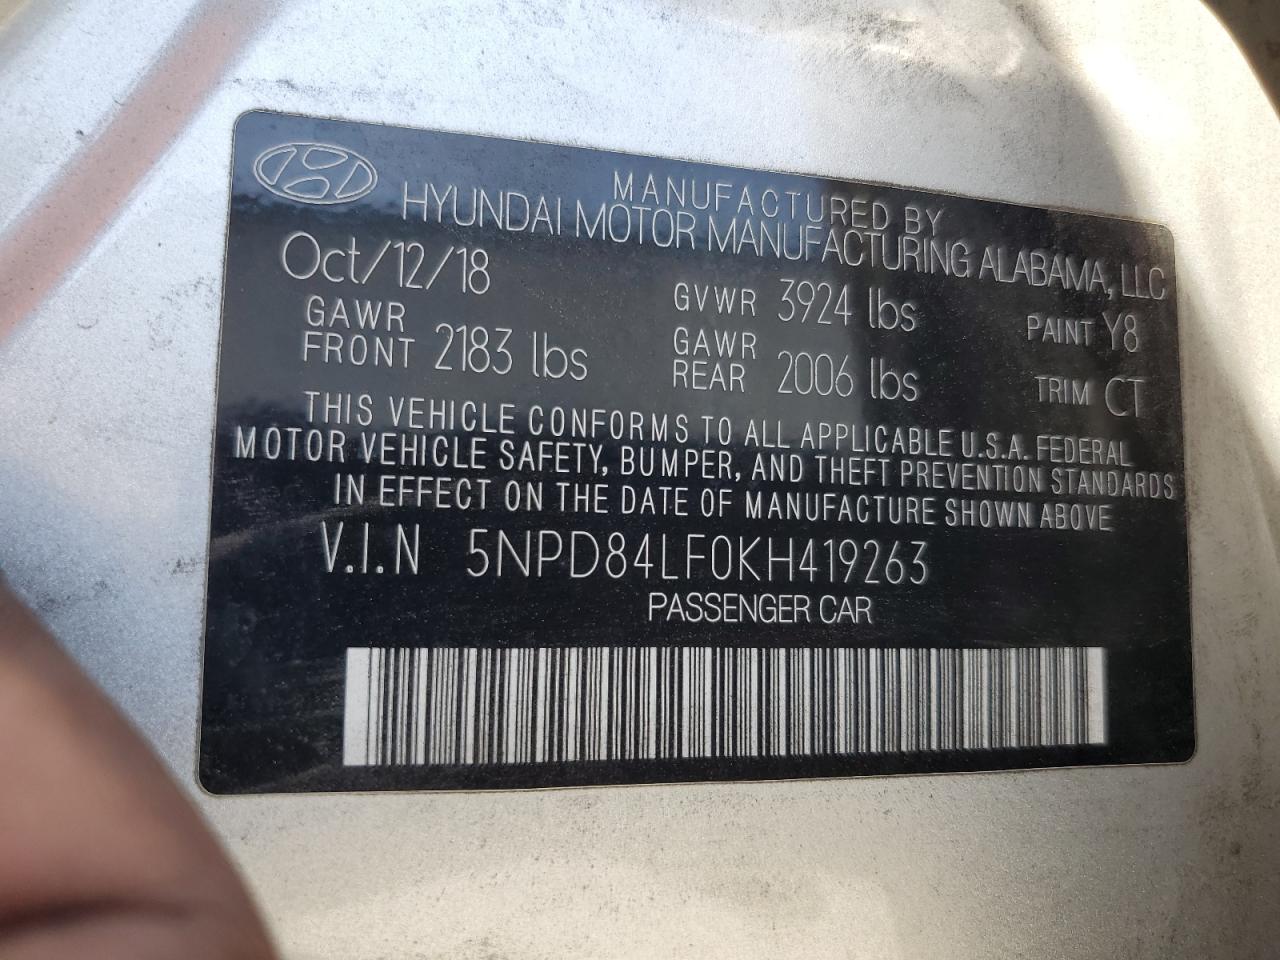 MANUFACTURED BY
HYUNDAI MOTOR MANUFACTURING ALABAMA, LLC
Oct/12/18
GAWR FRONT 2183 lbs
GVWR 3924 lbs
GAWR REAR 2006 lbs
PAINT Y8
TRIM CT
THIS VEHICLE CONFORMS TO ALL APPLICABLE U.S.A. FEDERAL
MOTOR VEHICLE SAFETY, BUMPER, AND THEFT PREVENTION STANDARDS
IN EFFECT ON THE DATE OF MANUFACTURE SHOWN ABOVE
V.I.N 5NPD84LF0KH419263
PASSENGER CAR